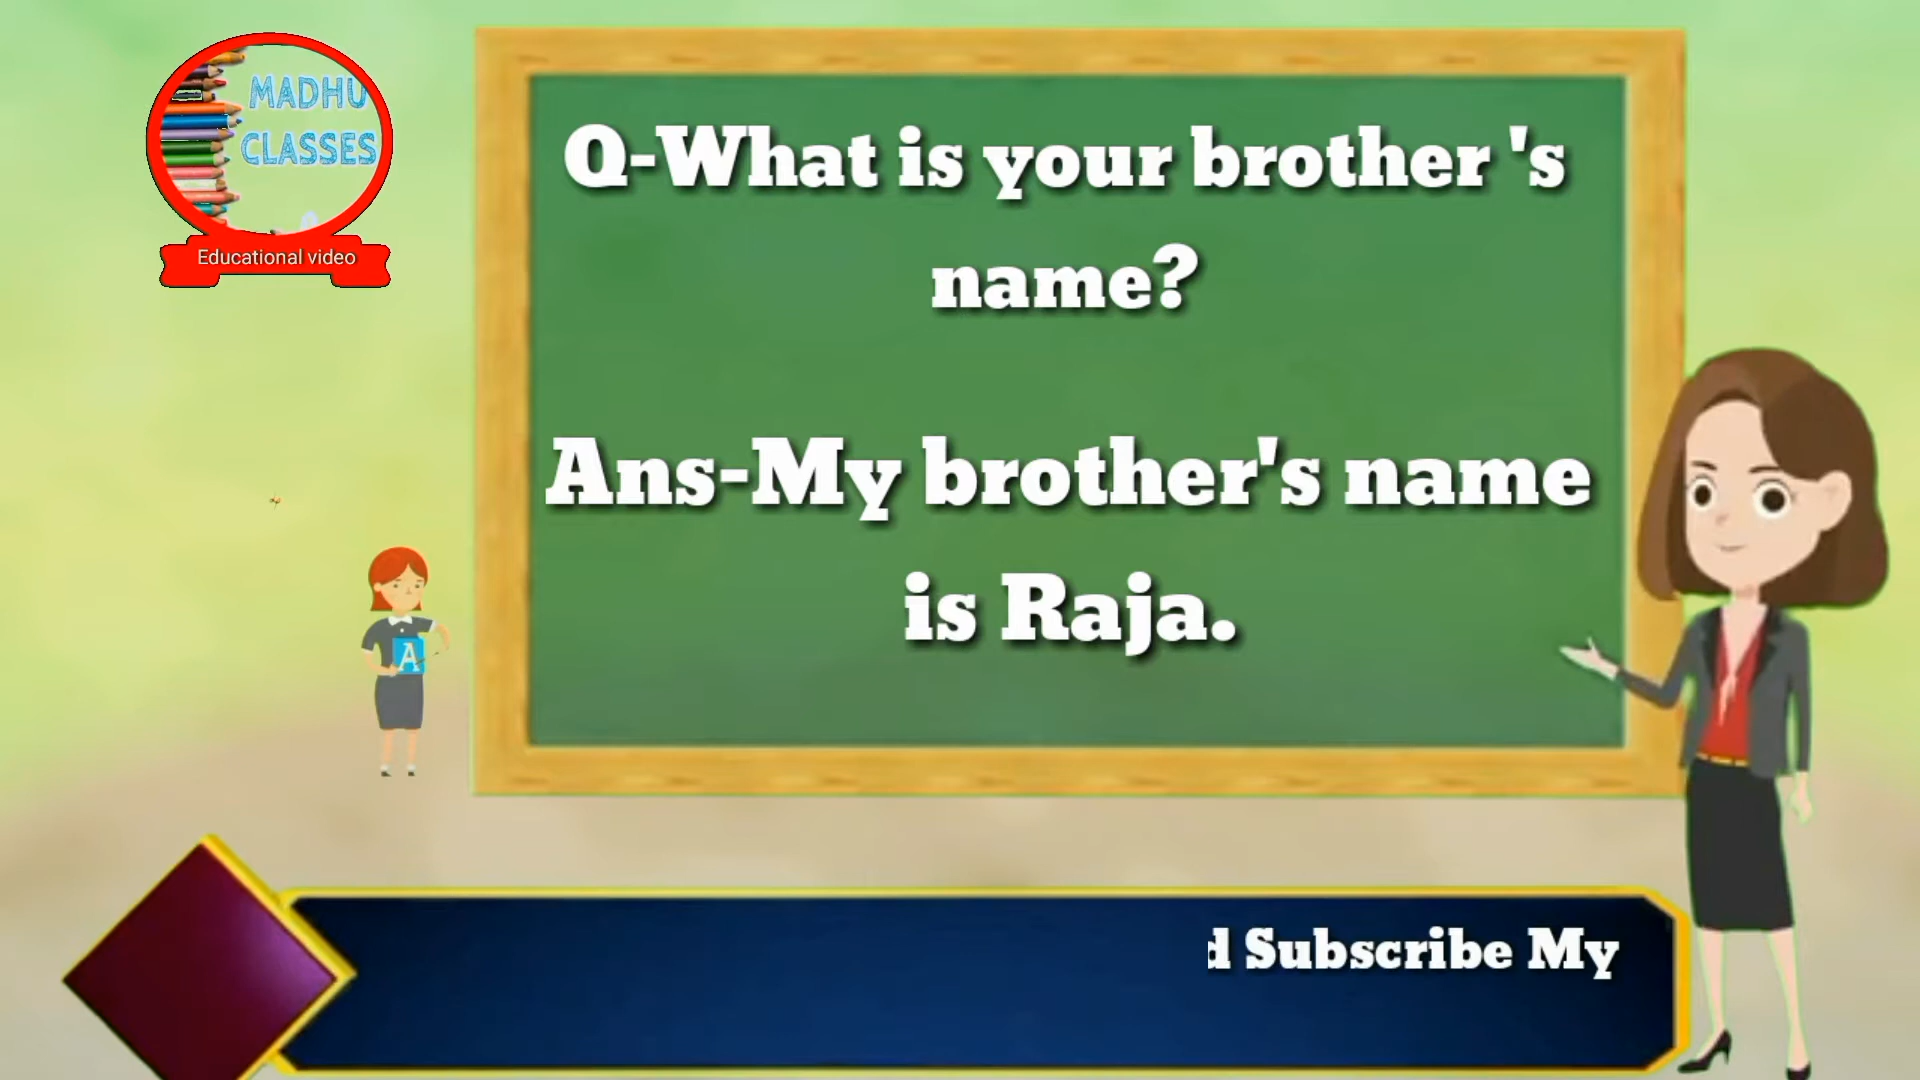 MADHU
CLASSES
Educational video
Q-What is your brother 's
name?
Ans-My brother's name
is Raja.
A
d Subscribe My